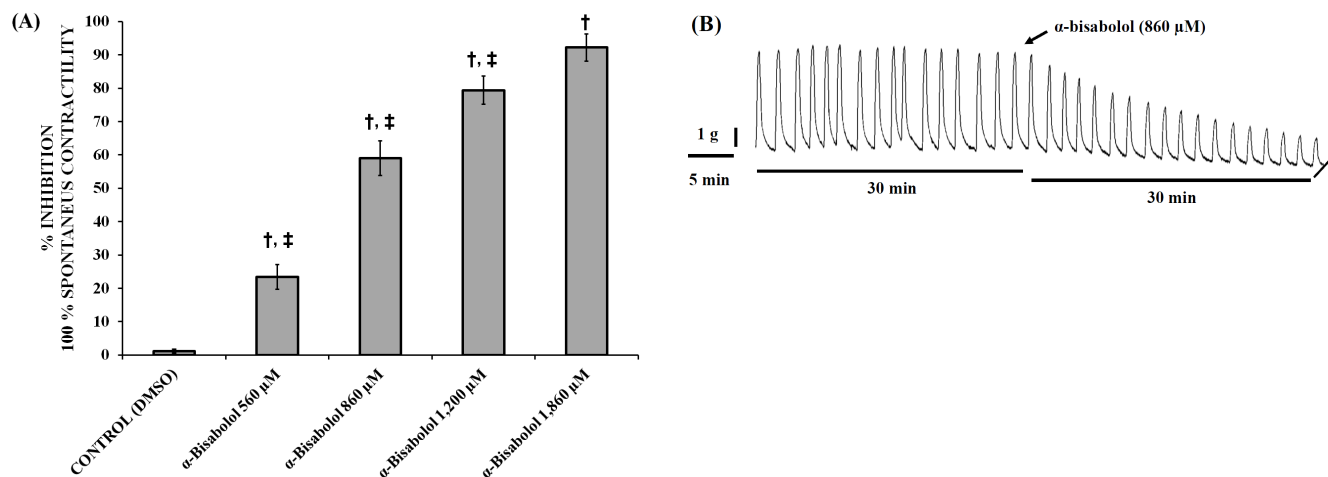 (A)
% INHIBITION
100 % SPONTANEUS CONTRACTILITY
100
90
80
70
60
50
40
30
20
10
0
†, ‡
†, ‡
†, ‡
†
CONTROL (DMSO)
α-Bisabolol 560 µM
α-Bisabolol 860 µM
α-Bisabolol 1,200 µM
α-Bisabolol 1,860 µM
(B)
α-bisabolol (860 µM)
1 g
5 min
30 min
30 min